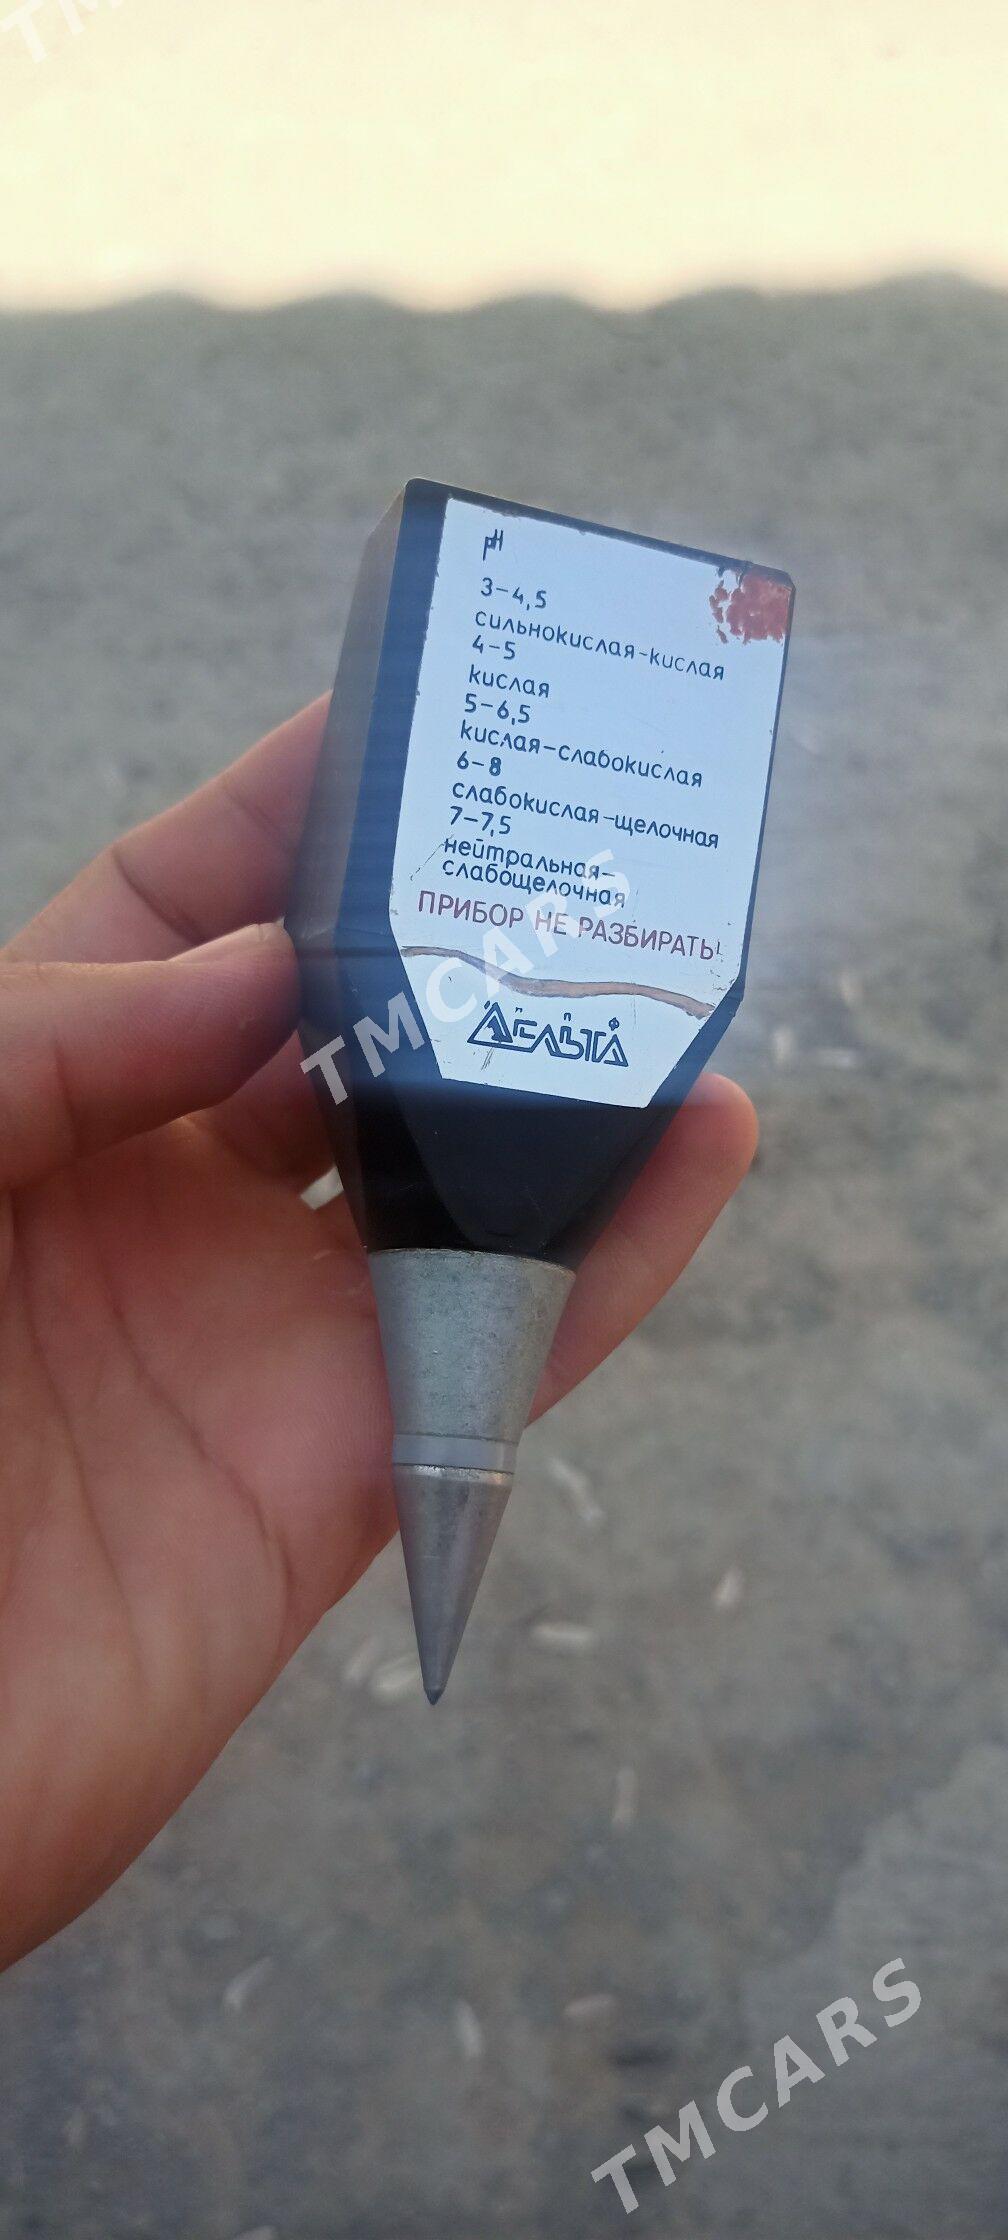 TM
pH
3-4,5
сильнокислая-кислая
4-5
кислая
5-6,5
кислая-слабокислая
6-8
слабокислая-щелочная
7-7,5
нейтральная-
слабощелочная
ПРИБОР НЕ РАЗБИРАТЬ!
ДЕЛЬТА
TMCARS
TMCARS